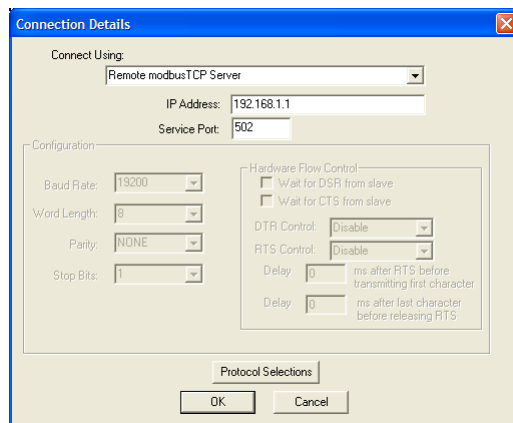 Connection Details
Connect Using:
Remote modbusTCP Server
IP Address: 192.168.1.1
Service Port: 502
Configuration
Baud Rate: 19200
Word Length: 8
Parity: NONE
Stop Bits: 1
Hardware Flow Control
Wait for DSR from slave
Wait for CTS from slave
DTR Control: Disable
RTS Control: Disable
Delay 0 ms after RTS before
transmitting first character
Delay 0 ms after last character
before releasing RTS
Protocol Selections
OK Cancel